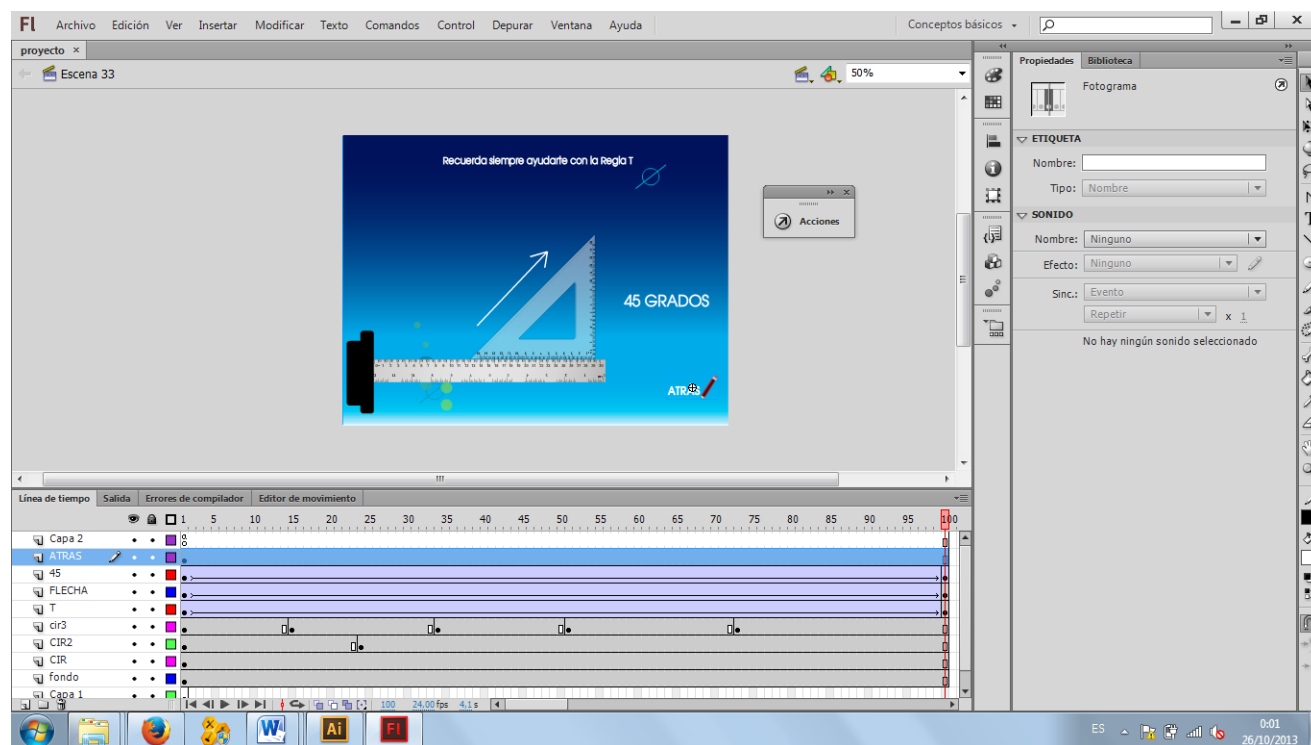 Fl Archivo Edición Ver Insertar Modificar Texto Comandos Control Depurar Ventana Ayuda Conceptos básicos
proyecto ×
Escena 33 50%
Propiedades Biblioteca
Fotograma
ETIQUETA
Nombre:
Tipo: Nombre
SONIDO
Nombre: Ninguno
Efecto: Ninguno
Sinc.: Evento
Repetir x 1
No hay ningún sonido seleccionado
Recuerda siempre ayudarte con la Regla T
Acciones
45 GRADOS
ATRAS
Línea de tiempo Salida Errores de compilador Editor de movimiento
1 5 10 15 20 25 30 35 40 45 50 55 60 65 70 75 80 85 90 95 100
Capa 2
ATRAS
45
FLECHA
T
cir3
CIR2
CIR
fondo
Capa 1
100 24,00 fps 4,1 s
W Ai Fl ES 0:01
26/10/2013